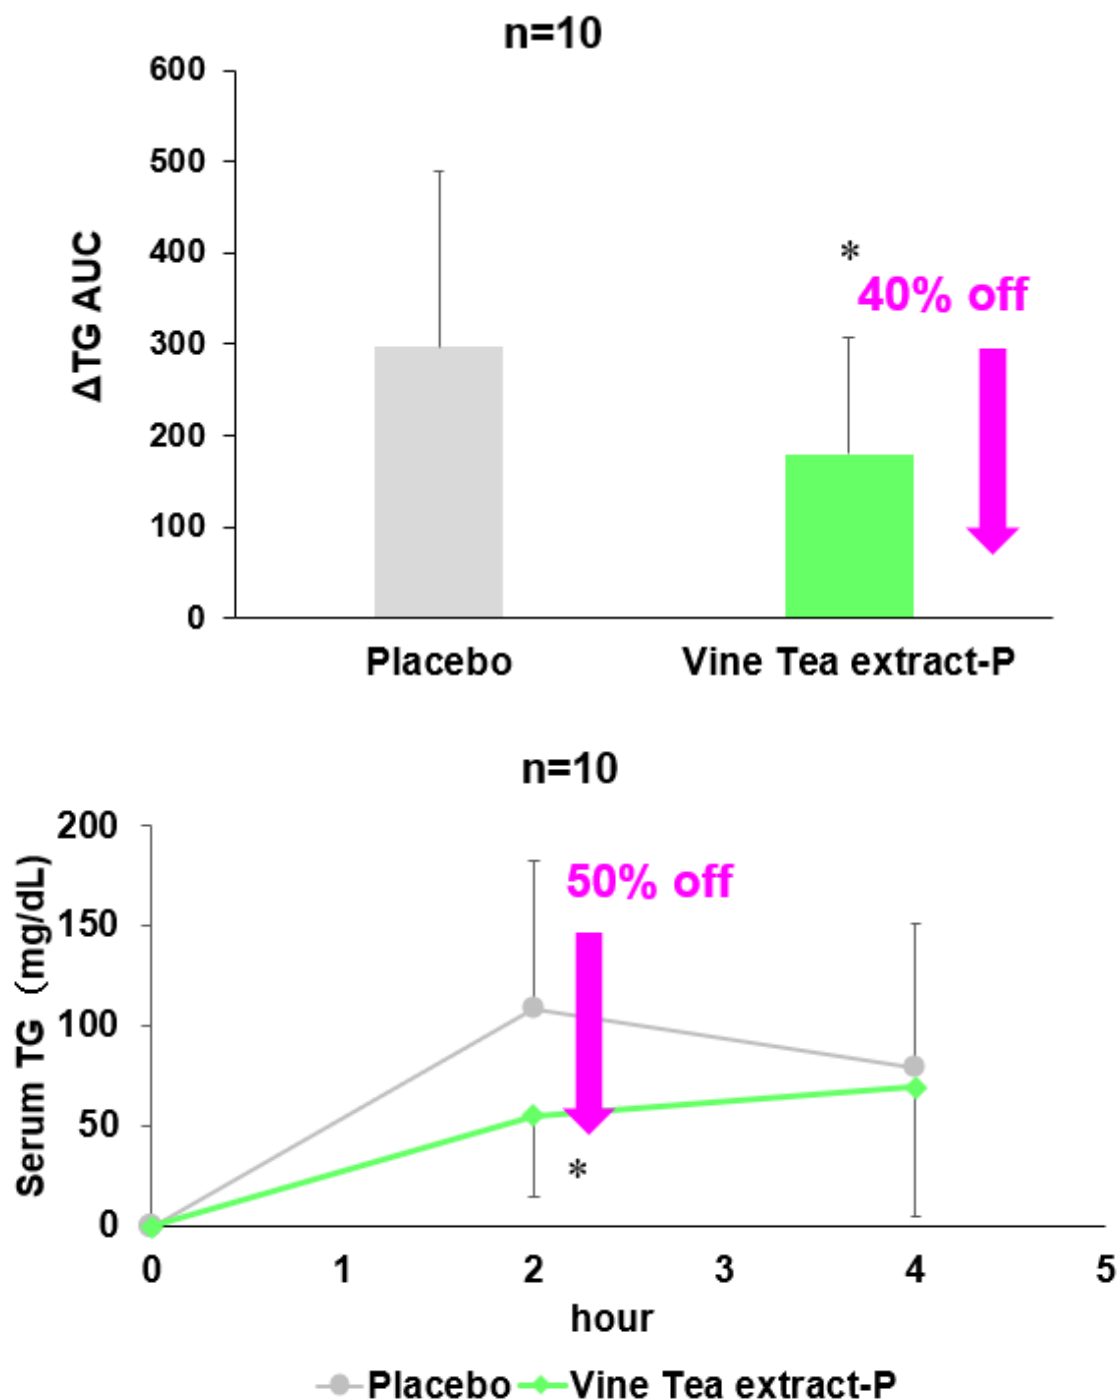 n=10
600
500
400
300
200
100
0
ΔTG AUC
*
40% off
Placebo
Vine Tea extract-P
n=10
200
150
100
50
0
Serum TG（mg/dL)
50% off
*
0 1 2 3 4 5
hour
Placebo Vine Tea extract-P